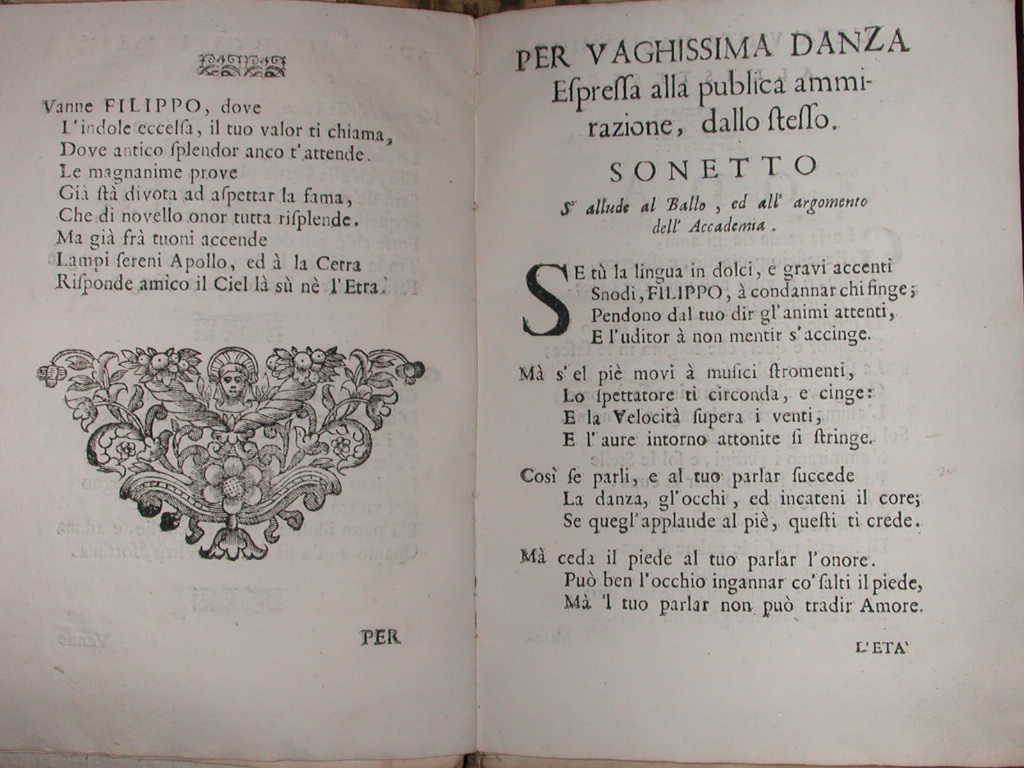 Vanne FILIPPO, dove
L'indole eccelſa, il tuo valor ti chiama,
Dove antico ſplendor anco t'attende.
Le magnanime prove
Già ſtà divota ad aſpettar la fama,
Che di novello onor tutta riſplende.
Ma già frà tuoni accende
Lampi ſereni Apollo, ed à la Cetra
Riſponde amico il Ciel là sù nè l'Etra.
PER
PER VAGHISSIMA DANZA
Eſpreſſa alla publica ammi-
razione, dallo ſteſſo.
SONETTO
S' allude al Ballo, ed all' argomento
dell' Accademia.
SE tù la lingua in dolci, e gravi accenti
Snodi, FILIPPO, à condannar chi finge;
Pendono dal tuo dir gl'animi attenti,
E l'uditor à non mentir s'accinge.
Mà s'el piè movi à muſici ſtromenti,
Lo ſpettatore ti circonda, e cinge:
E la Velocità ſupera i venti,
E l'aure intorno attonite ſi ſtringe.
Così ſe parli, e al tuo parlar ſuccede
La danza, gl'occhi, ed incateni il core;
Se quegl'applaude al piè, queſti ti crede.
Mà ceda il piede al tuo parlar l'onore.
Può ben l'occhio ingannar co'ſalti il piede,
Mà 'l tuo parlar non può tradir Amore.
L'ETA'